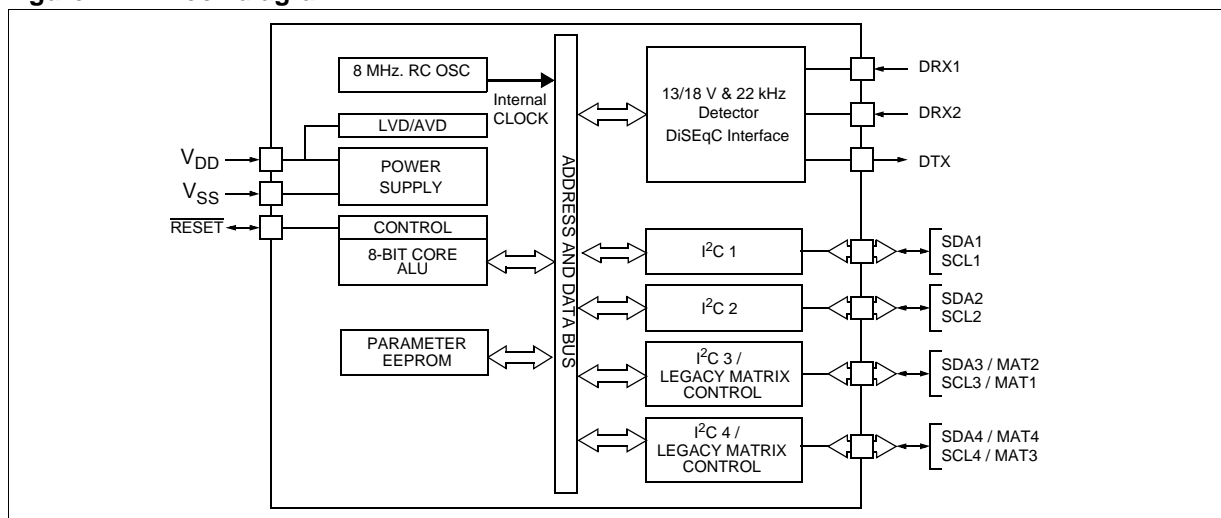 8 MHz. RC OSC
Internal
CLOCK
LVD/AVD
POWER
SUPPLY
V_DD
V_SS
RESET
CONTROL
8-BIT CORE
ALU
PARAMETER
EEPROM
ADDRESS AND DATA BUS
13/18 V & 22 kHz
Detector
DiSEqC Interface
DRX1
DRX2
DTX
I²C 1
SDA1
SCL1
I²C 2
SDA2
SCL2
I²C 3 /
LEGACY MATRIX
CONTROL
SDA3 / MAT2
SCL3 / MAT1
I²C 4 /
LEGACY MATRIX
CONTROL
SDA4 / MAT4
SCL4 / MAT3